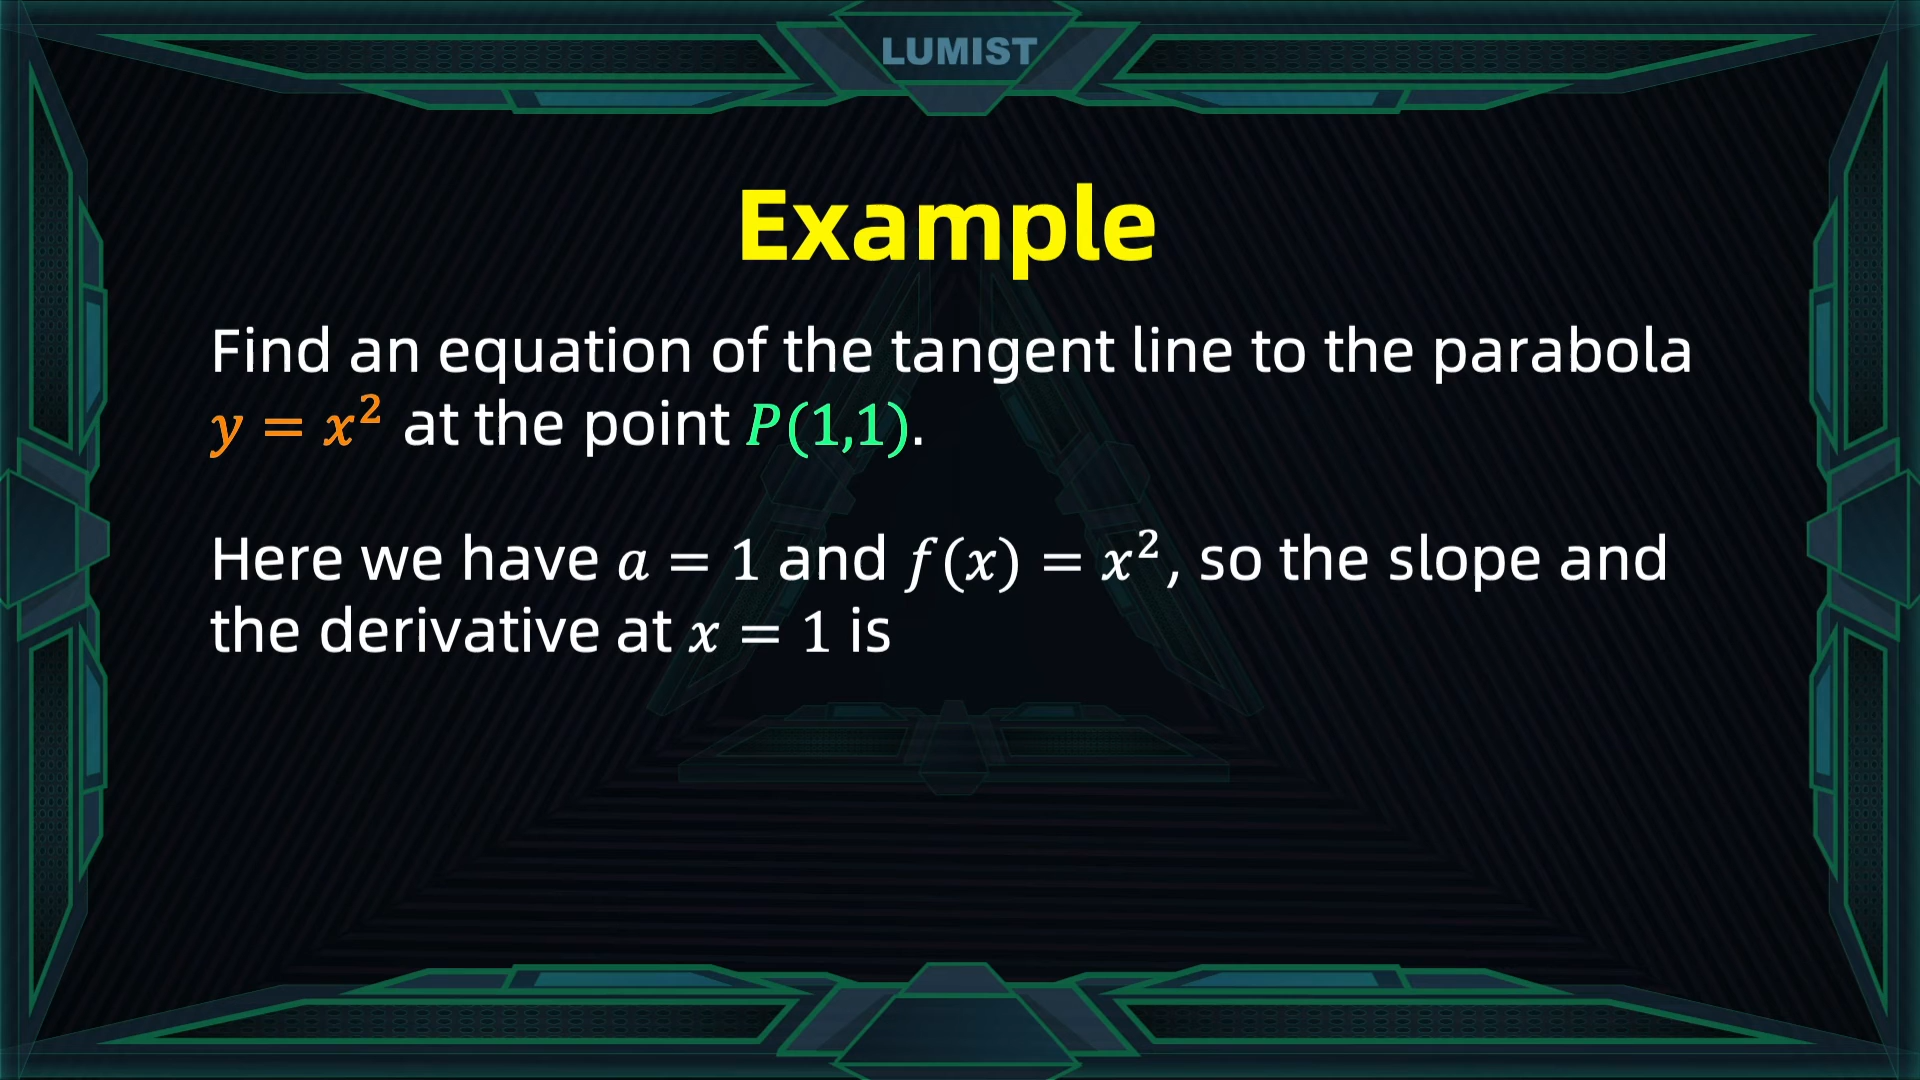 LUMIST
Example
Find an equation of the tangent line to the parabola
y = x² at the point P(1,1).
Here we have a = 1 and f(x) = x², so the slope and
the derivative at x = 1 is